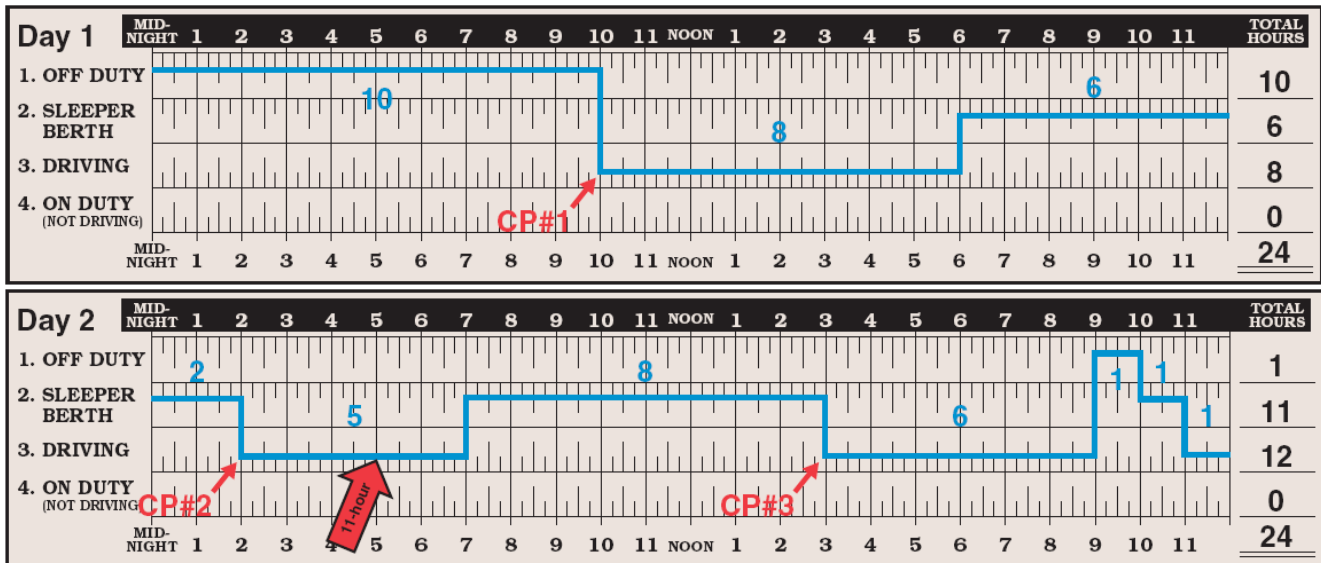 Day 1
MID-
NIGHT 1 2 3 4 5 6 7 8 9 10 11 NOON 1 2 3 4 5 6 7 8 9 10 11
TOTAL
HOURS
1. OFF DUTY 10 6 10
2. SLEEPER
BERTH 8 6
3. DRIVING 8
4. ON DUTY
(NOT DRIVING) CP#1 0
MID-
NIGHT 1 2 3 4 5 6 7 8 9 10 11 NOON 1 2 3 4 5 6 7 8 9 10 11 24
Day 2
MID-
NIGHT 1 2 3 4 5 6 7 8 9 10 11 NOON 1 2 3 4 5 6 7 8 9 10 11
TOTAL
HOURS
1. OFF DUTY 2 8 1 1 1
2. SLEEPER
BERTH 5 6 1 11
3. DRIVING 12
4. ON DUTY
(NOT DRIVING CP#2 11-hour CP#3 0
MID-
NIGHT 1 2 3 4 5 6 7 8 9 10 11 NOON 1 2 3 4 5 6 7 8 9 10 11 24